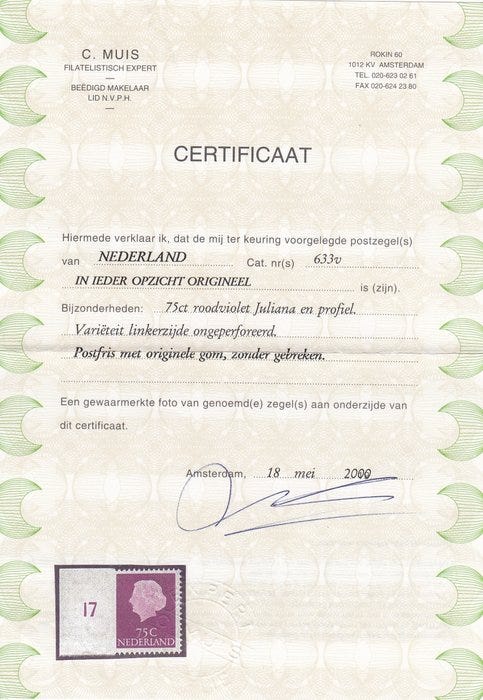 C. MUIS
FILATELISTISCH EXPERT
—
BEËDIGD MAKELAAR
LID N.V.P.H.
—
ROKIN 60
1012 KV AMSTERDAM
TEL. 020-623 02 61
FAX 020-624 23 80
CERTIFICAAT
Hiermede verklaar ik, dat de mij ter keuring voorgelegde postzegel(s)
van NEDERLAND Cat. nr(s) 633v
IN IEDER OPZICHT ORIGINEEL is (zijn).
Bijzonderheden: 75ct roodviolet Juliana en profiel.
Variëteit linkerzijde ongeperforeerd.
Postfris met originele gom, zonder gebreken.
Een gewaarmerkte foto van genoemd(e) zegel(s) aan onderzijde van
dit certificaat.
Amsterdam, 18 mei 2000
17
75C
NEDERLAND